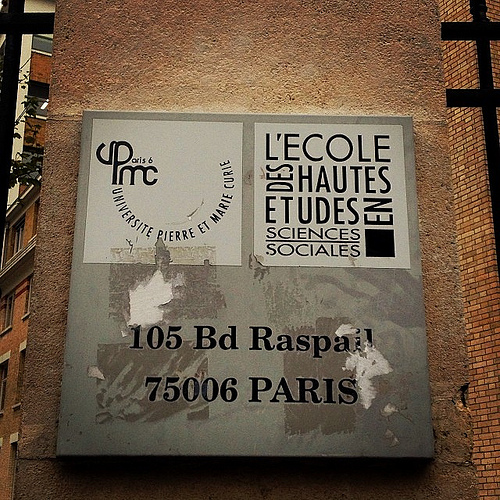 UPMC
Paris 6
UNIVERSITE PIERRE ET MARIE CURIE
L'ECOLE
DES HAUTES
ETUDES EN
SCIENCES
SOCIALES
105 Bd Raspail
75006 PARIS